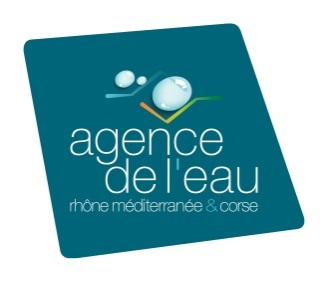 agence
de l'eau
rhône méditerranée & corse